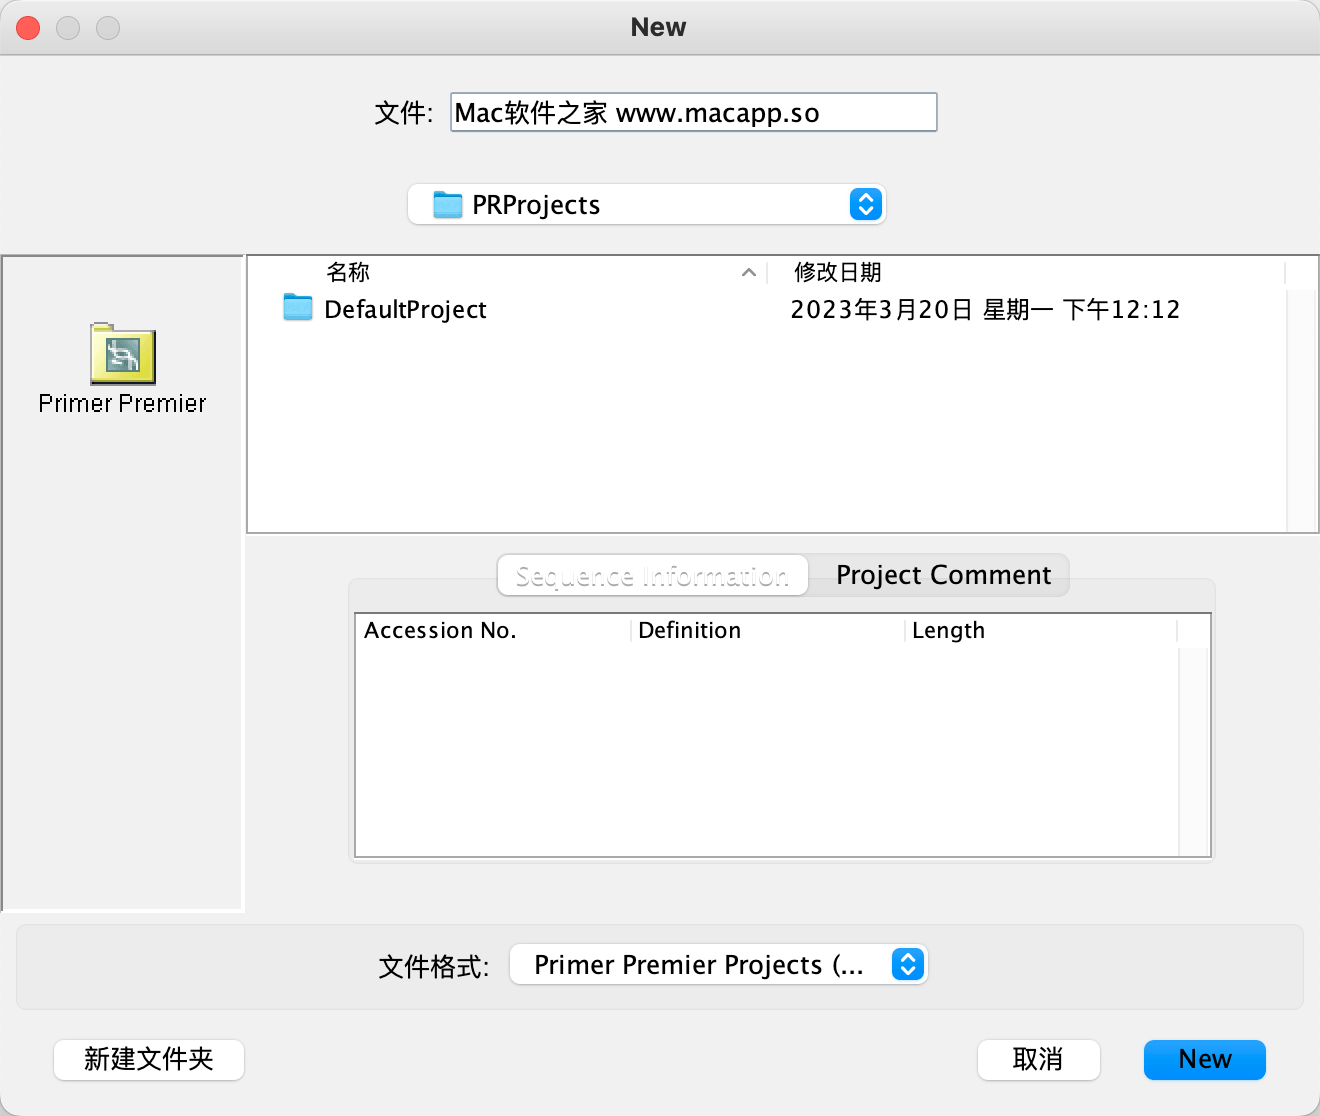 New
文件: Mac软件之家 www.macapp.so
PRProjects
名称 修改日期
DefaultProject 2023年3月20日 星期一 下午12:12
Primer Premier
Sequence Information Project Comment
Accession No. Definition Length
文件格式: Primer Premier Projects (...
新建文件夹 取消 New